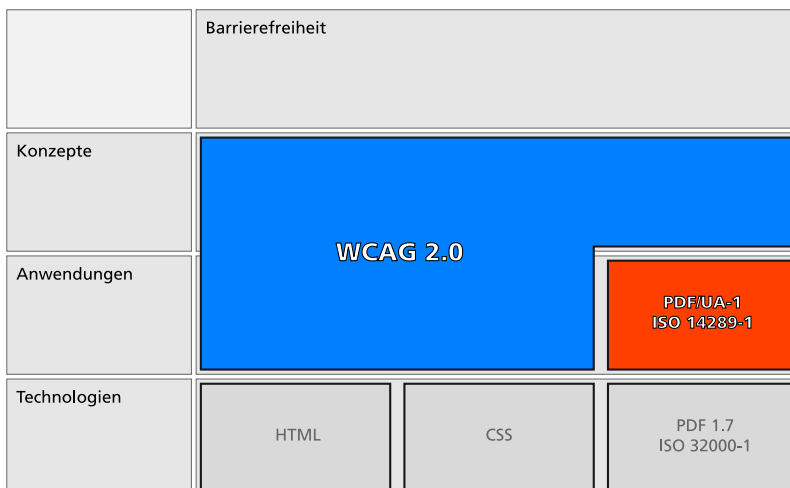 Barrierefreiheit
Konzepte
WCAG 2.0
Anwendungen
PDF/UA-1
ISO 14289-1
Technologien
HTML
CSS
PDF 1.7
ISO 32000-1